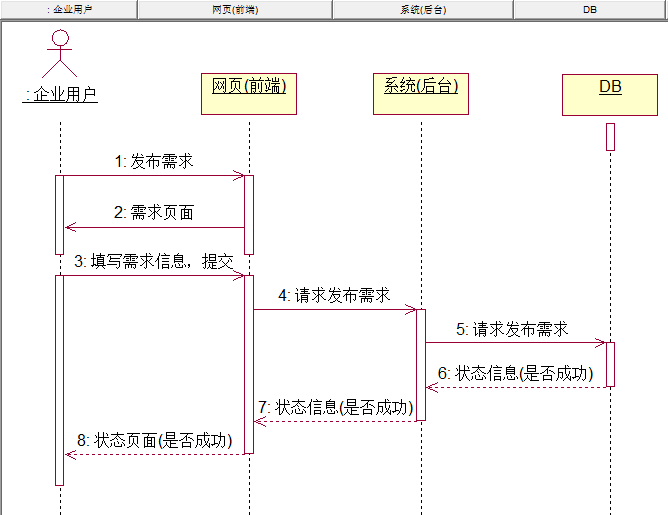 : 企业用户
网页(前端)
系统(后台)
DB
: 企业用户
网页(前端)
系统(后台)
DB
1: 发布需求
2: 需求页面
3: 填写需求信息，提交
4: 请求发布需求
5: 请求发布需求
6: 状态信息(是否成功)
7: 状态信息(是否成功)
8: 状态页面(是否成功)